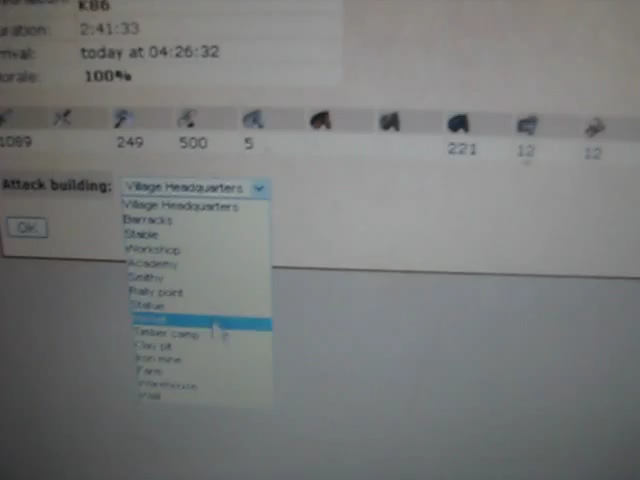 K86
2:41:33
today at 04:26:32
100%
1089 249 500 5 221 12 12
Attack building: Village Headquarters
OK
Village Headquarters
Barracks
Stable
Workshop
Academy
Smithy
Rally point
Statue
Market
Timber camp
Clay pit
Iron mine
Farm
Warehouse
Wall